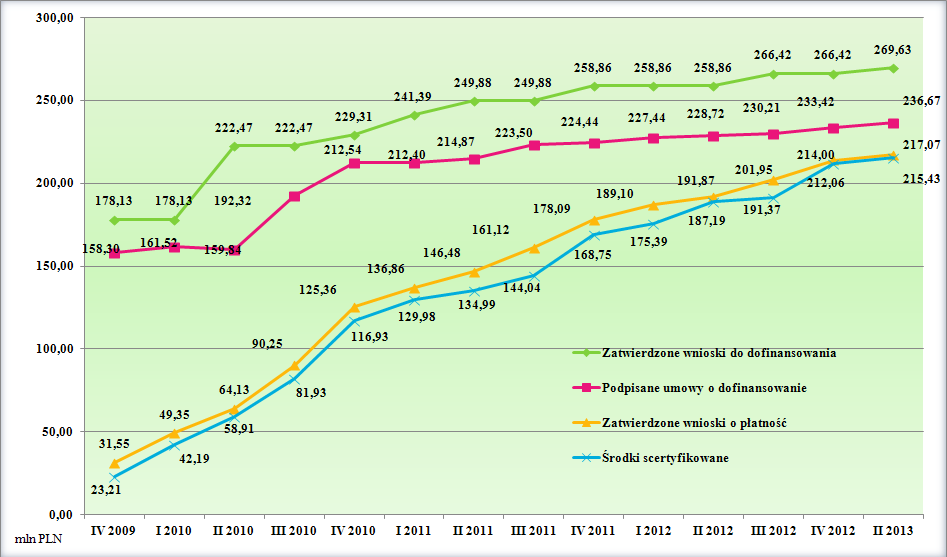 300,00
250,00
200,00
150,00
100,00
50,00
0,00
mln PLN
178,13 178,13 222,47 222,47 229,31 241,39 249,88 249,88 258,86 258,86 258,86 266,42 266,42 269,63
158,30 161,52 159,84 192,32 212,54 212,40 214,87 223,50 224,44 227,44 228,72 230,21 233,42 236,67
31,55 49,35 64,13 90,25 125,36 136,86 146,48 161,12 178,09 189,10 191,87 201,95 214,00 217,07
23,21 42,19 58,91 81,93 116,93 129,98 134,99 144,04 168,75 175,39 187,19 191,37 212,06 215,43
Zatwierdzone wnioski do dofinansowania
Podpisane umowy o dofinansowanie
Zatwierdzone wnioski o płatność
Środki scertyfikowane
IV 2009 I 2010 II 2010 III 2010 IV 2010 I 2011 II 2011 III 2011 IV 2011 I 2012 II 2012 III 2012 IV 2012 II 2013